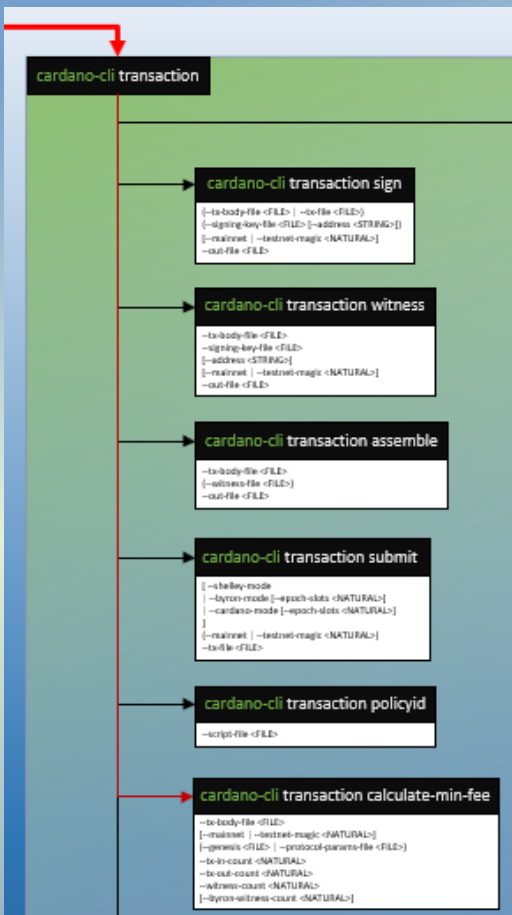 cardano-cli transaction
cardano-cli transaction sign
(--tx-body-file <FILE> | --tx-file <FILE>)
(--signing-key-file <FILE> [--address <STRING>])
[--mainnet | --testnet-magic <NATURAL>]
--out-file <FILE>
cardano-cli transaction witness
--tx-body-file <FILE>
--signing-key-file <FILE>
[--address <STRING>]
[--mainnet | --testnet-magic <NATURAL>]
--out-file <FILE>
cardano-cli transaction assemble
--tx-body-file <FILE>
(--witness-file <FILE>)
--out-file <FILE>
cardano-cli transaction submit
[ --shelley-mode
| --byron-mode [--epoch-slots <NATURAL>]
| --cardano-mode [--epoch-slots <NATURAL>]
]
(--mainnet | --testnet-magic <NATURAL>)
--tx-file <FILE>
cardano-cli transaction policyid
--script-file <FILE>
cardano-cli transaction calculate-min-fee
--tx-body-file <FILE>
[--mainnet | --testnet-magic <NATURAL>]
(--genesis <FILE> | --protocol-params-file <FILE>)
--tx-in-count <NATURAL>
--tx-out-count <NATURAL>
--witness-count <NATURAL>
[--byron-witness-count <NATURAL>]